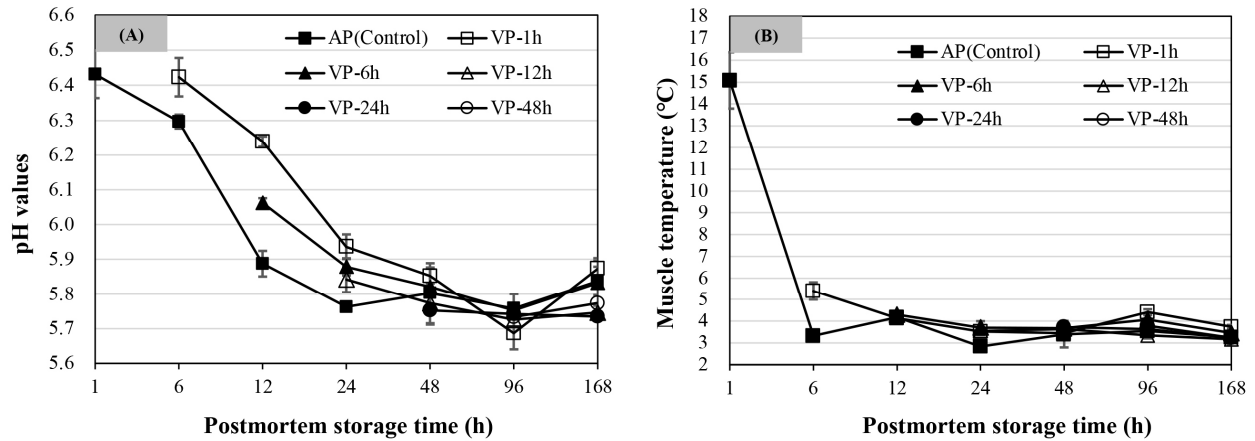 (A)
AP(Control)
VP-1h
VP-6h
VP-12h
VP-24h
VP-48h
6.6
6.5
6.4
6.3
6.2
6.1
6.0
5.9
5.8
5.7
5.6
pH values
1 6 12 24 48 96 168
Postmortem storage time (h)
(B)
AP(Control)
VP-1h
VP-6h
VP-12h
VP-24h
VP-48h
18
17
16
15
14
13
12
11
10
9
8
7
6
5
4
3
2
Muscle temperature (°C)
1 6 12 24 48 96 168
Postmortem storage time (h)